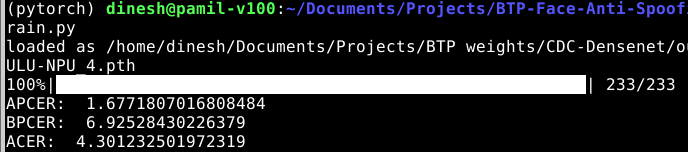 (pytorch) dinesh@pamil-v100:~/Documents/Projects/BTP-Face-Anti-Spoof
rain.py
loaded as /home/dinesh/Documents/Projects/BTP weights/CDC-Densenet/ou
ULU-NPU_4.pth
100%| | 233/233
APCER:  1.6771807016808484
BPCER:  6.92528430226379
ACER:  4.301232501972319